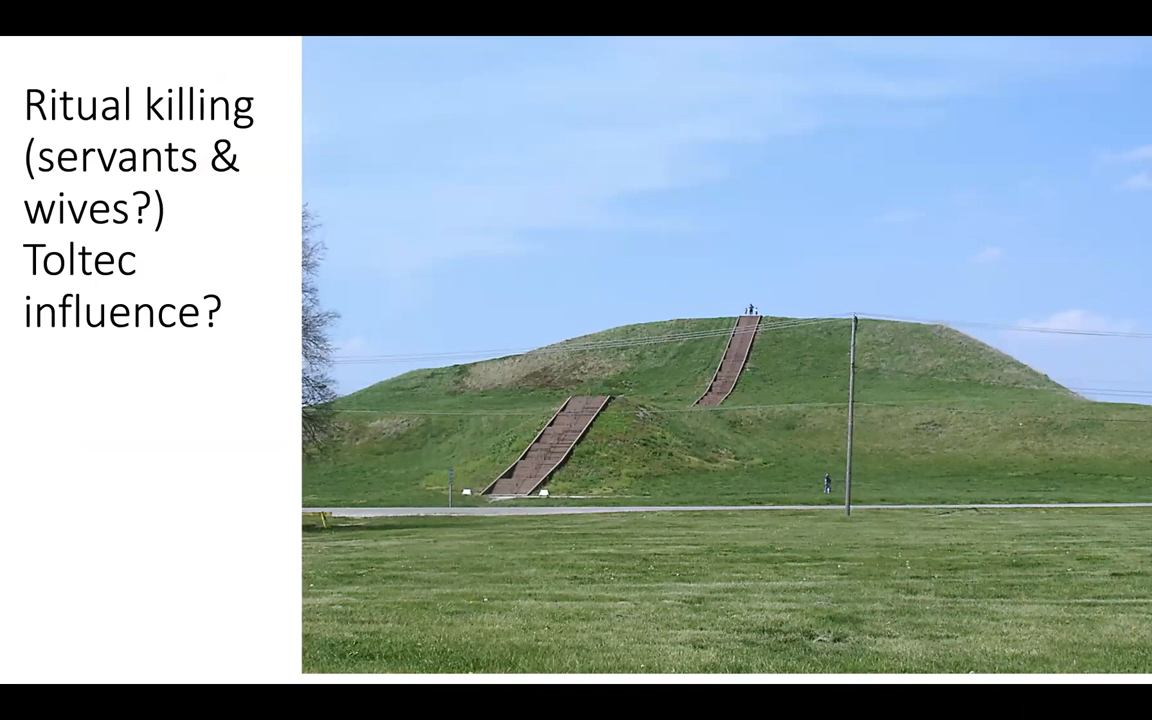 Ritual killing
(servants &
wives?)
Toltec
influence?